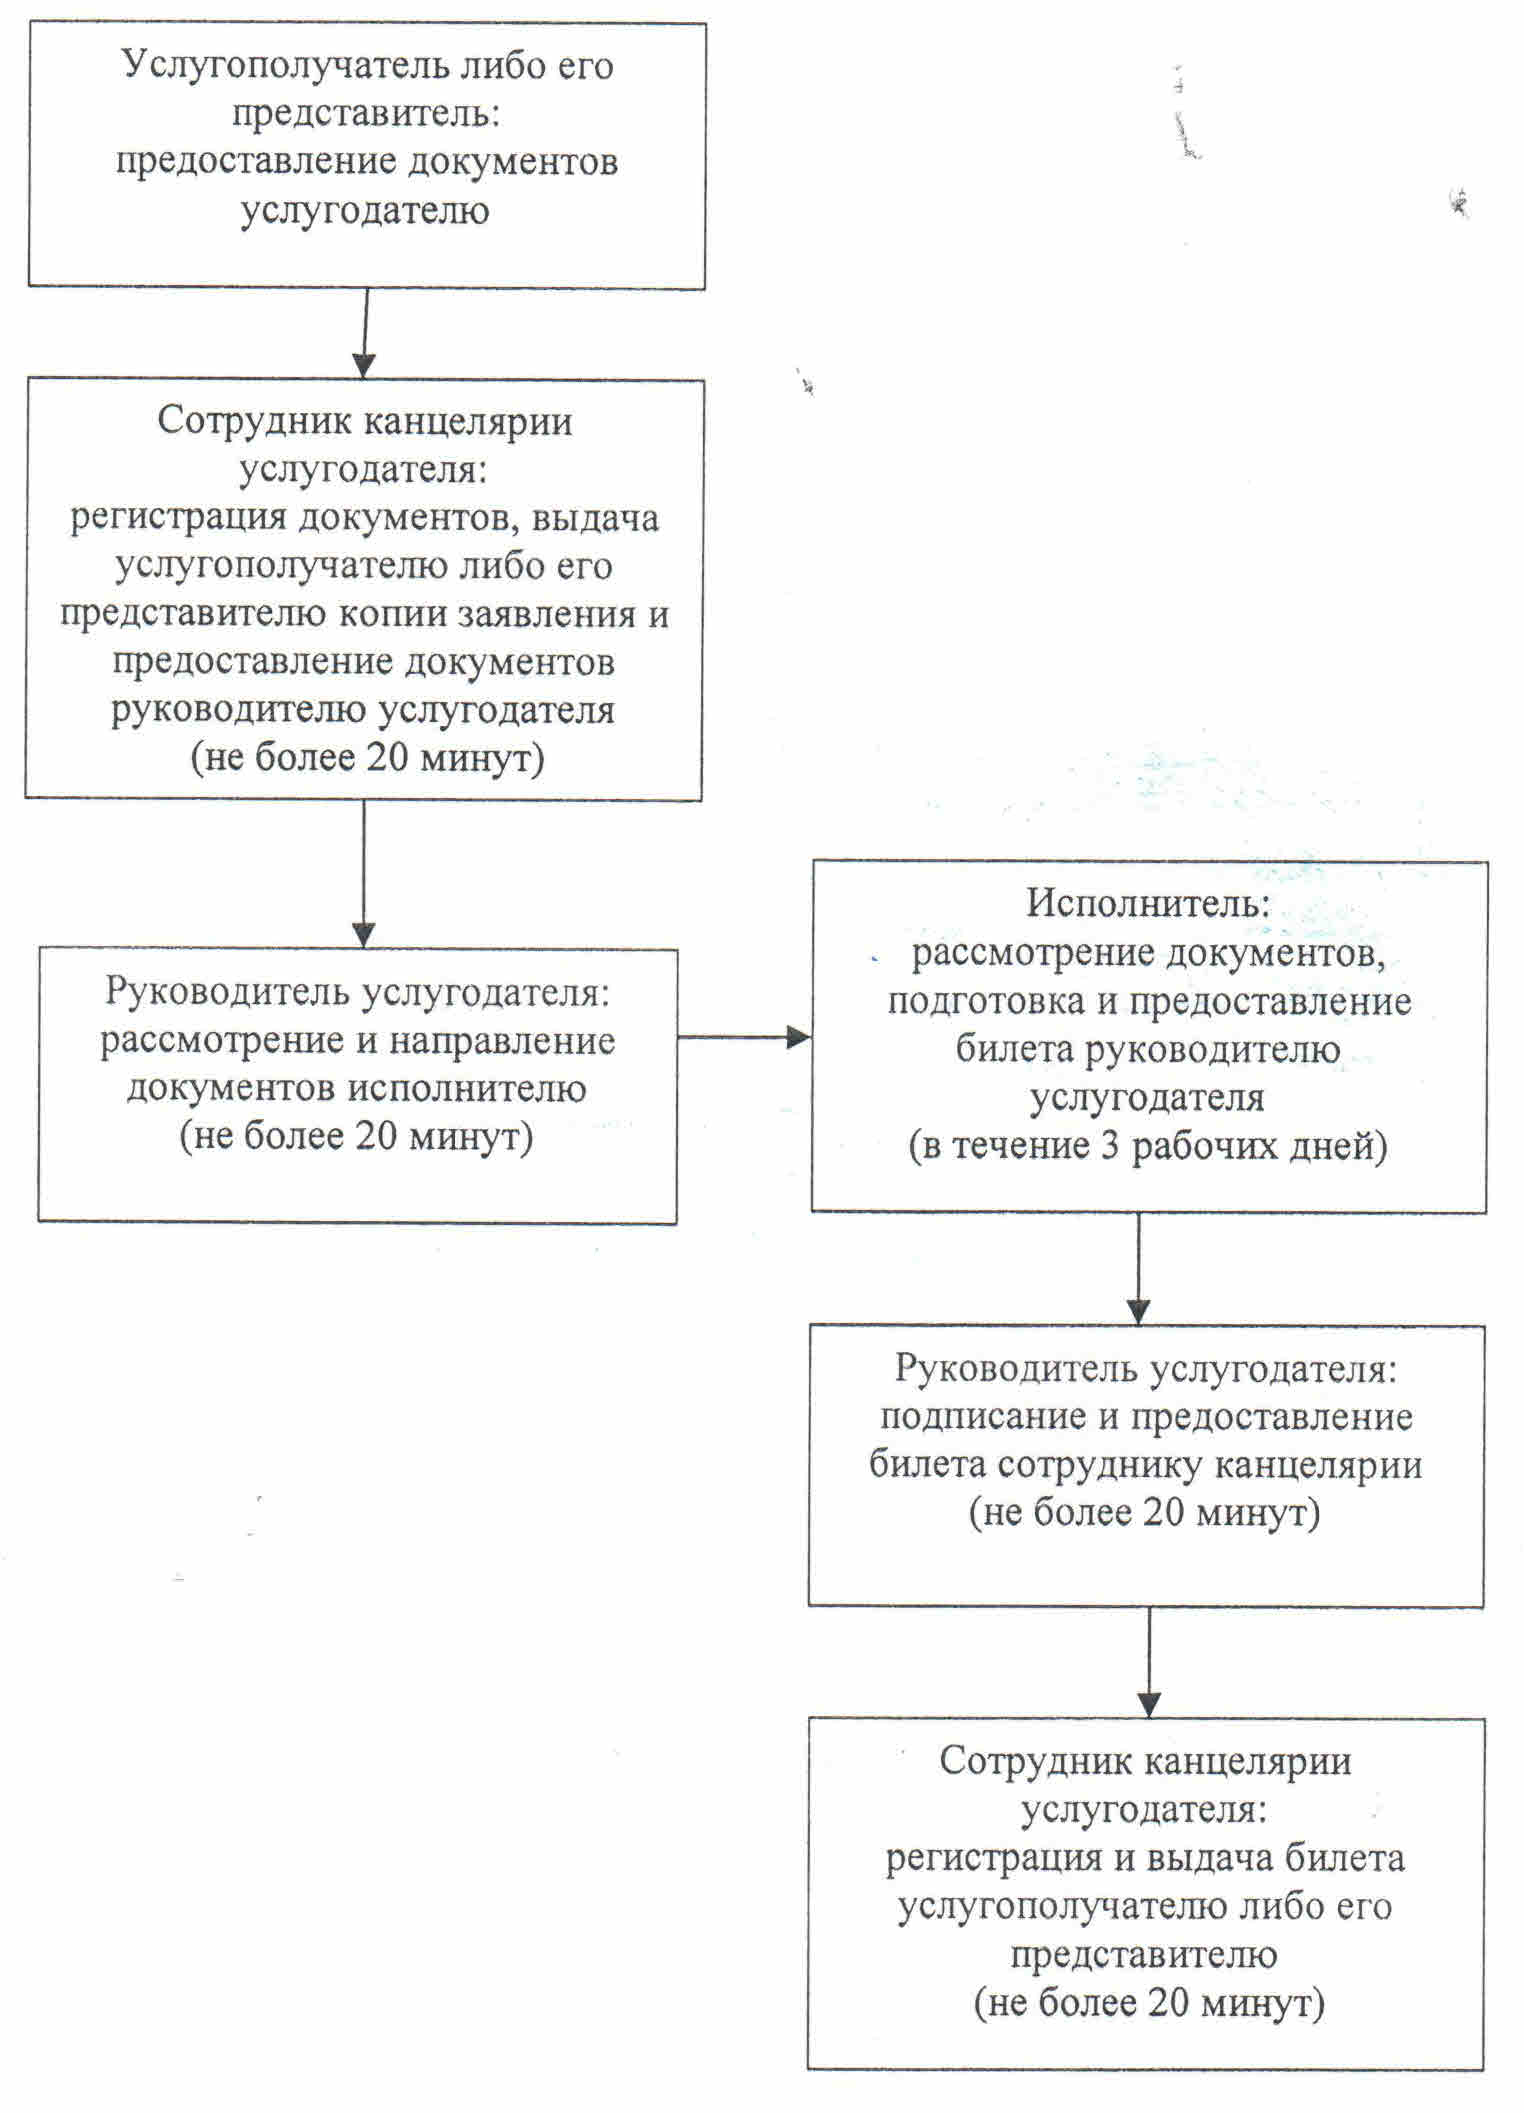 Услугополучатель либо его
представитель:
предоставление документов
услугодателю
Сотрудник канцелярии
услугодателя:
регистрация документов, выдача
услугополучателю либо его
представителю копии заявления и
предоставление документов
руководителю услугодателя
(не более 20 минут)
Руководитель услугодателя:
рассмотрение и направление
документов исполнителю
(не более 20 минут)
Исполнитель:
рассмотрение документов,
подготовка и предоставление
билета руководителю
услугодателя
(в течение 3 рабочих дней)
Руководитель услугодателя:
подписание и предоставление
билета сотруднику канцелярии
(не более 20 минут)
Сотрудник канцелярии
услугодателя:
регистрация и выдача билета
услугополучателю либо его
представителю
(не более 20 минут)